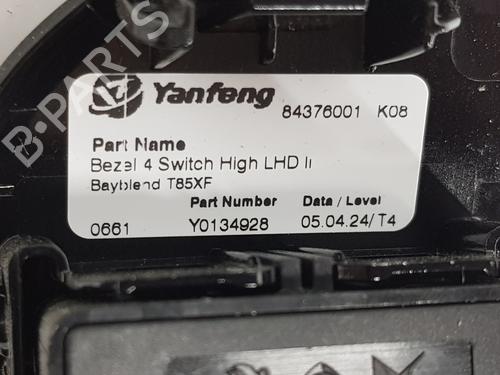 Yanfeng
84376001 K08
Part Name
Bezel 4 Switch High LHD II
Bayblend T85XF
Part Number Data / Level
0661 Y0134928 05.04.24/T4
B-PARTS